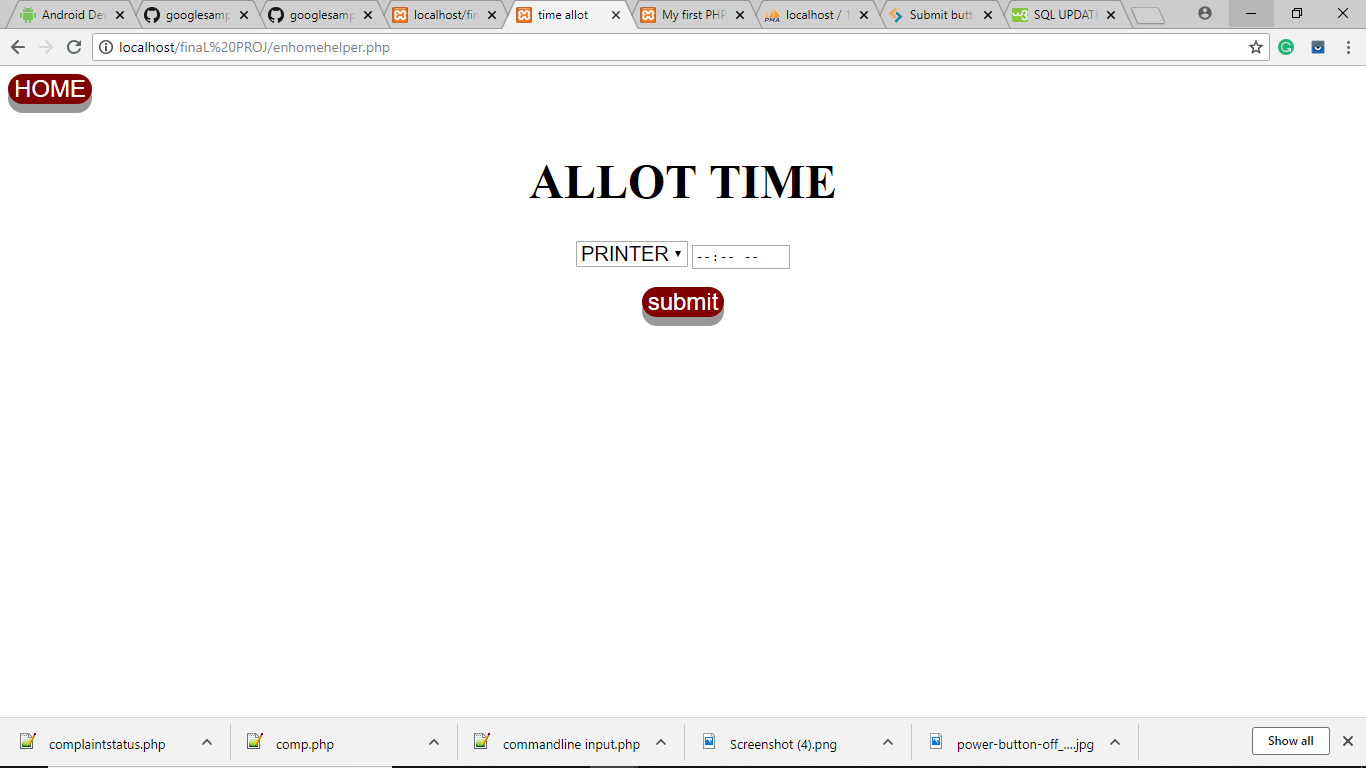 Android Dev
googlesamp
googlesamp
localhost/fin
time allot
My first PHP
localhost / 1
Submit butt
SQL UPDATE
localhost/finaL%20PROJ/enhomehelper.php
HOME
ALLOT TIME
PRINTER --:-- --
submit
complaintstatus.php
comp.php
commandline input.php
Screenshot (4).png
power-button-off_....jpg
Show all